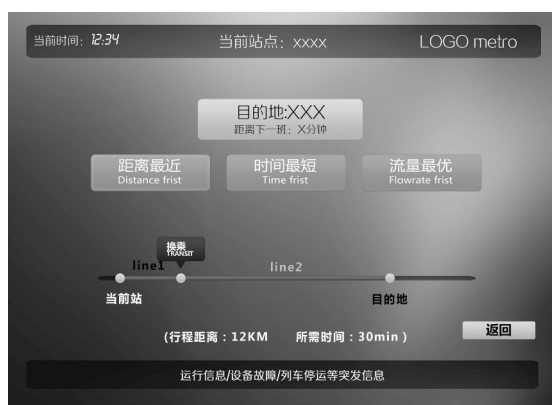 当前时间：12:34 当前站点：xxxx LOGO metro
目的地:XXX
距离下一班：X分钟
距离最近 时间最短 流量最优
Distance frist Time frist Flowrate frist
换乘
TRANSIT
line1 line2
当前站 目的地
(行程距离：12KM 所需时间：30min）
返回
运行信息/设备故障/列车停运等突发信息